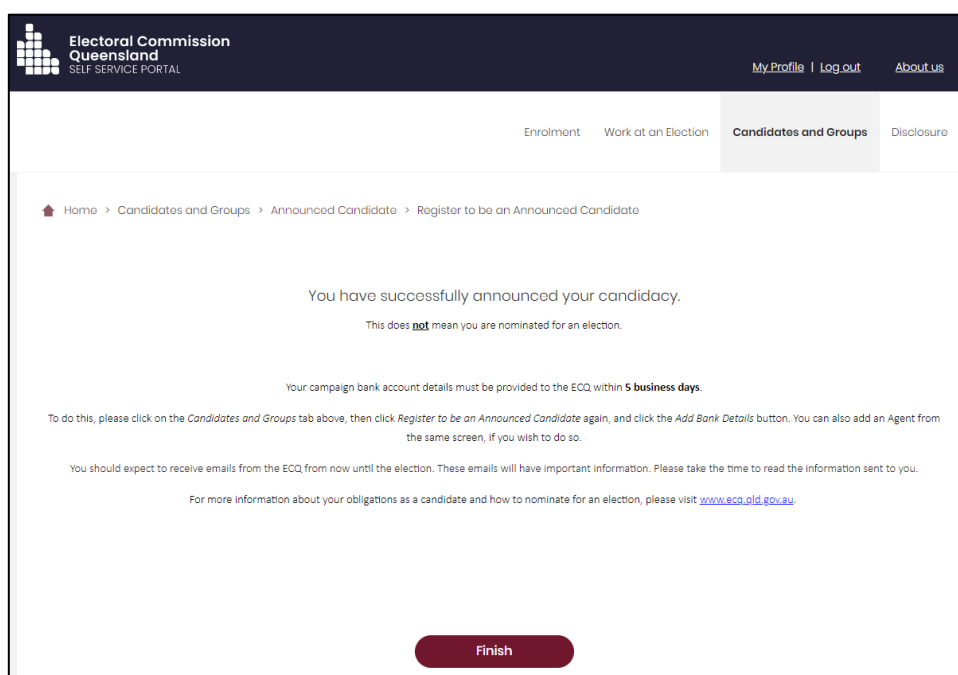 Electoral Commission
Queensland
SELF SERVICE PORTAL
My Profile | Log out About us
Enrolment Work at an Election Candidates and Groups Disclosure
Home > Candidates and Groups > Announced Candidate > Register to be an Announced Candidate
You have successfully announced your candidacy.
This does not mean you are nominated for an election.
Your campaign bank account details must be provided to the ECQ within 5 business days.
To do this, please click on the Candidates and Groups tab above, then click Register to be an Announced Candidate again, and click the Add Bank Details button. You can also add an Agent from
the same screen, if you wish to do so.
You should expect to receive emails from the ECQ from now until the election. These emails will have important information. Please take the time to read the information sent to you.
For more information about your obligations as a candidate and how to nominate for an election, please visit www.ecq.qld.gov.au.
Finish